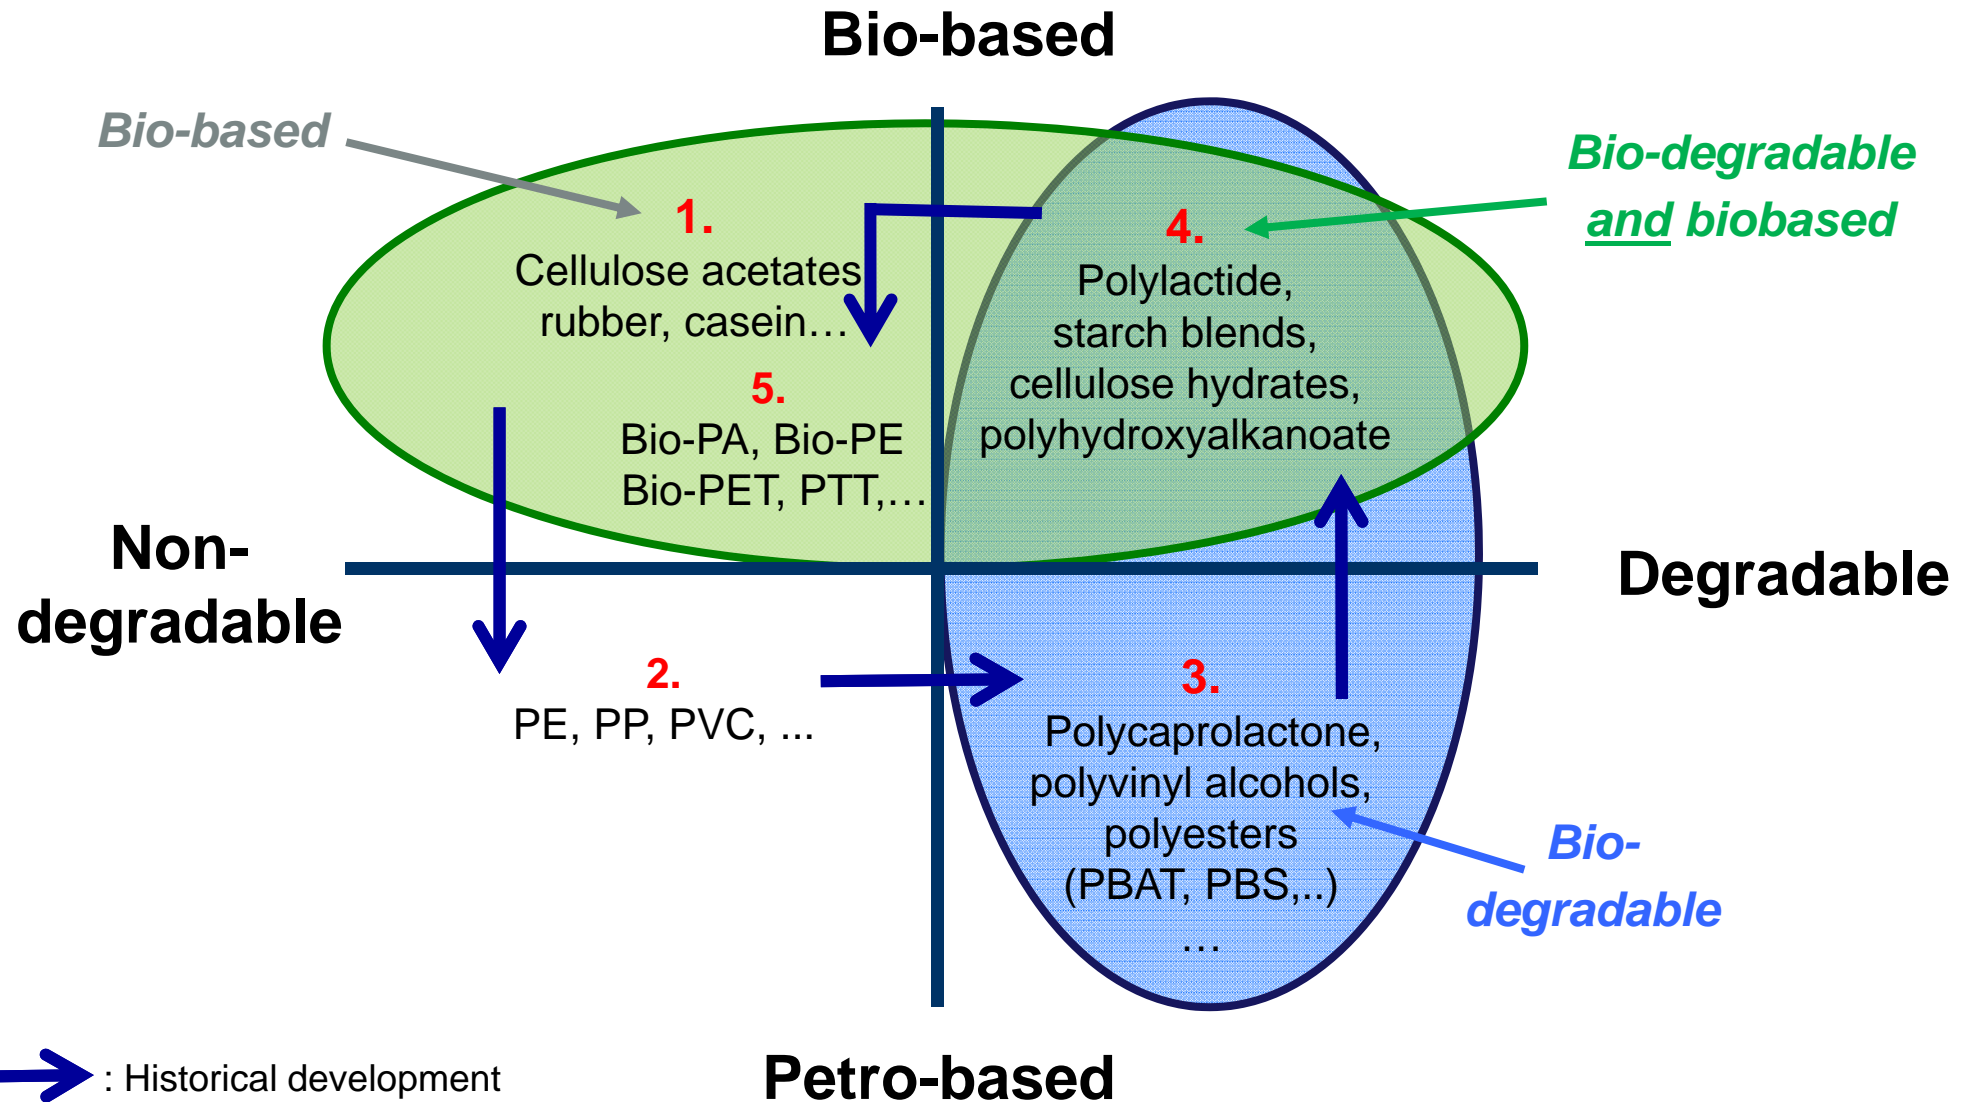 Bio-based
Bio-based
Bio-degradable
and biobased
1.
Cellulose acetates
rubber, casein…
4.
Polylactide,
starch blends,
cellulose hydrates,
polyhydroxyalkanoate
5.
Bio-PA, Bio-PE
Bio-PET, PTT,…
Non-
degradable
Degradable
2.
PE, PP, PVC, ...
3.
Polycaprolactone,
polyvinyl alcohols,
polyesters
(PBAT, PBS,..)
…
Bio-
degradable
: Historical development
Petro-based